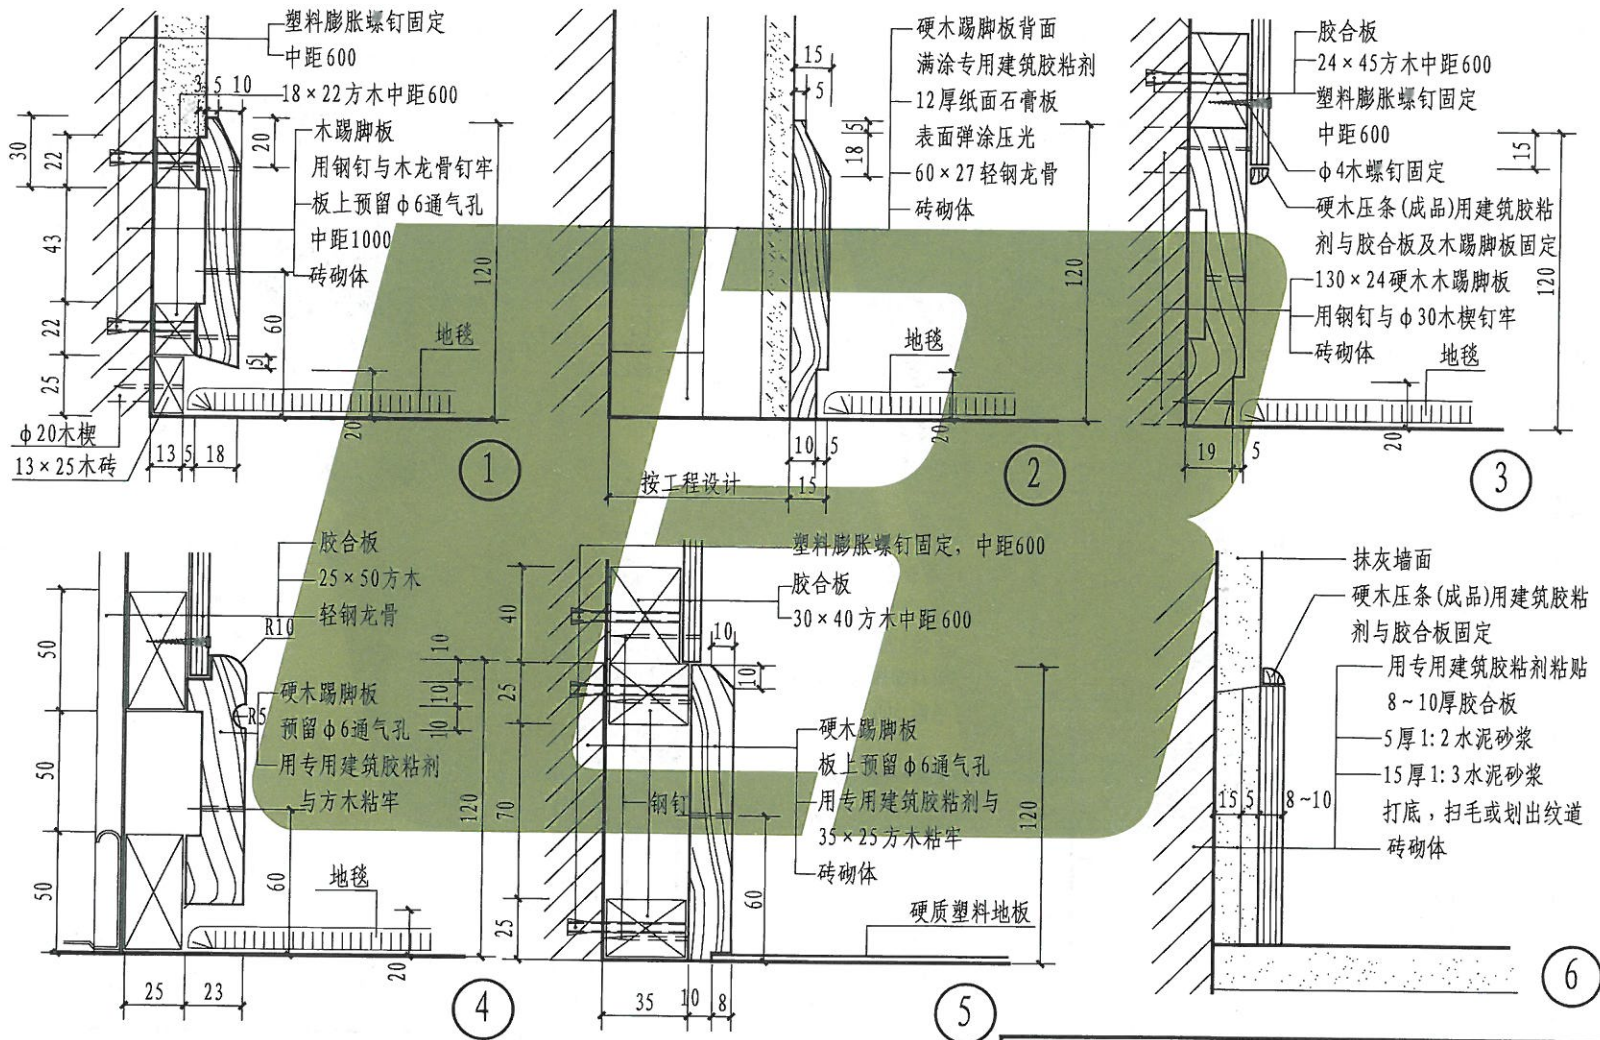 塑料膨胀螺钉固定
中距600
3 5 10
18×22方木中距600
木踢脚板
用钢钉与木龙骨钉牢
板上预留φ6通气孔
中距1000
砖砌体
30
22
43
22
25
20
120
60
5
地毯
20
φ20木楔
13×25木砖
13
5
18
1
硬木踢脚板背面
满涂专用建筑胶粘剂
12厚纸面石膏板
表面弹涂压光
60×27轻钢龙骨
砖砌体
15
5
5
18
120
地毯
20
10
5
按工程设计
15
2
胶合板
24×45方木中距600
塑料膨胀螺钉固定
中距600
φ4木螺钉固定
硬木压条(成品)用建筑胶粘
剂与胶合板及木踢脚板固定
130×24硬木木踢脚板
用钢钉与φ30木楔钉牢
砖砌体
地毯
15
120
20
19
5
3
胶合板
25×50方木
轻钢龙骨
R10
硬木踢脚板
R5
预留φ6通气孔
用专用建筑胶粘剂
与方木粘牢
50
50
50
10
10
10
120
60
地毯
20
25
23
4
塑料膨胀螺钉固定，中距600
胶合板
30×40方木中距600
10
10
硬木踢脚板
板上预留φ6通气孔
钢钉
用专用建筑胶粘剂与
35×25方木粘牢
砖砌体
硬质塑料地板
40
25
70
25
60
120
35
10
8
5
抹灰墙面
硬木压条(成品)用建筑胶粘
剂与胶合板固定
用专用建筑胶粘剂粘贴
8~10厚胶合板
5厚1:2水泥砂浆
15厚1:3水泥砂浆
打底，扫毛或划出纹道
砖砌体
15
5
8~10
6